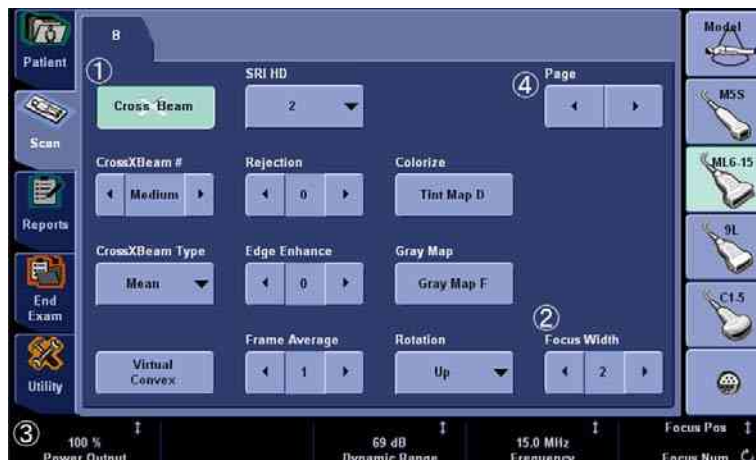 B
Patient
Scan
Reports
End
Exam
Utility
①
Cross Beam
SRI HD
2
④
Page
CrossXBeam #
Medium
Rejection
0
Colorize
Tint Map D
CrossXBeam Type
Mean
Edge Enhance
0
Gray Map
Gray Map F
Virtual
Convex
Frame Average
1
Rotation
Up
②
Focus Width
2
Model
M5S
ML6-15
9L
C1-5
③
100 %
Power Output
69 dB
Dynamic Range
15.0 MHz
Frequency
Focus Pos
Focus Num